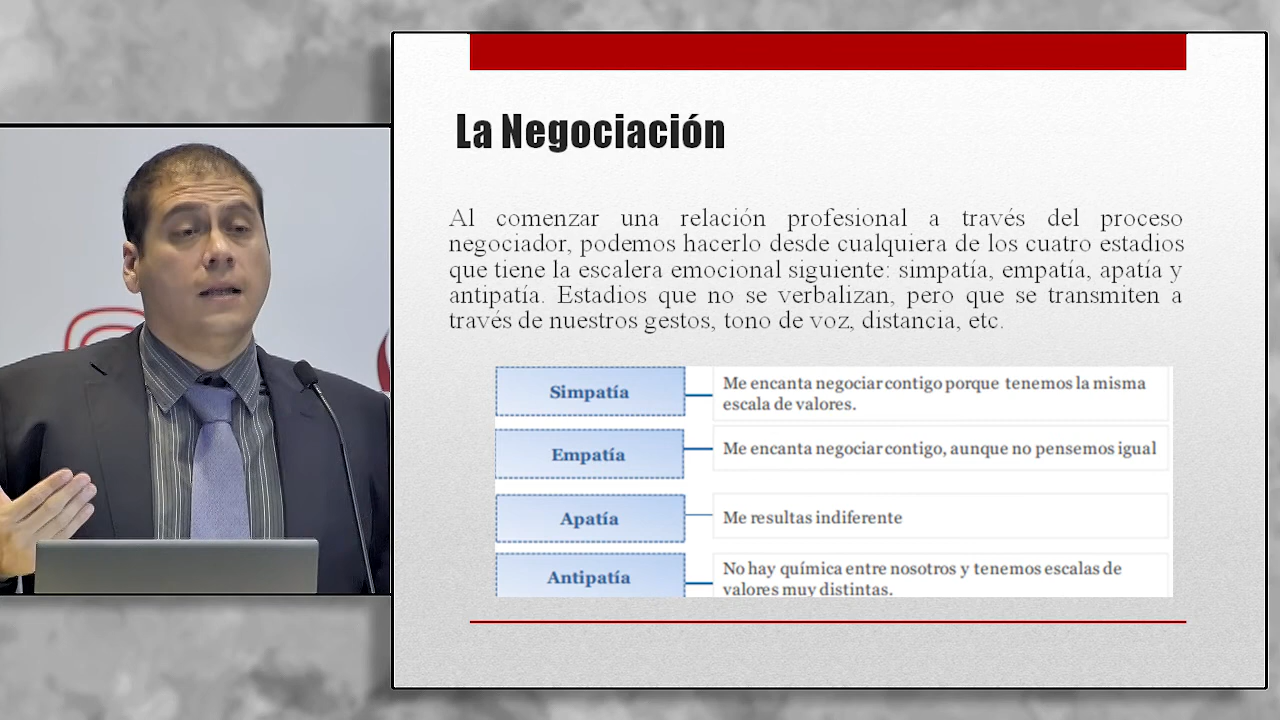 La Negociación
Al comenzar una relación profesional a través del proceso
negociador, podemos hacerlo desde cualquiera de los cuatro estadios
que tiene la escalera emocional siguiente: simpatía, empatía, apatía y
antipatía. Estadios que no se verbalizan, pero que se transmiten a
través de nuestros gestos, tono de voz, distancia, etc.
Simpatía
Me encanta negociar contigo porque tenemos la misma
escala de valores.
Empatía
Me encanta negociar contigo, aunque no pensemos igual
Apatía
Me resultas indiferente
Antipatía
No hay química entre nosotros y tenemos escalas de
valores muy distintas.